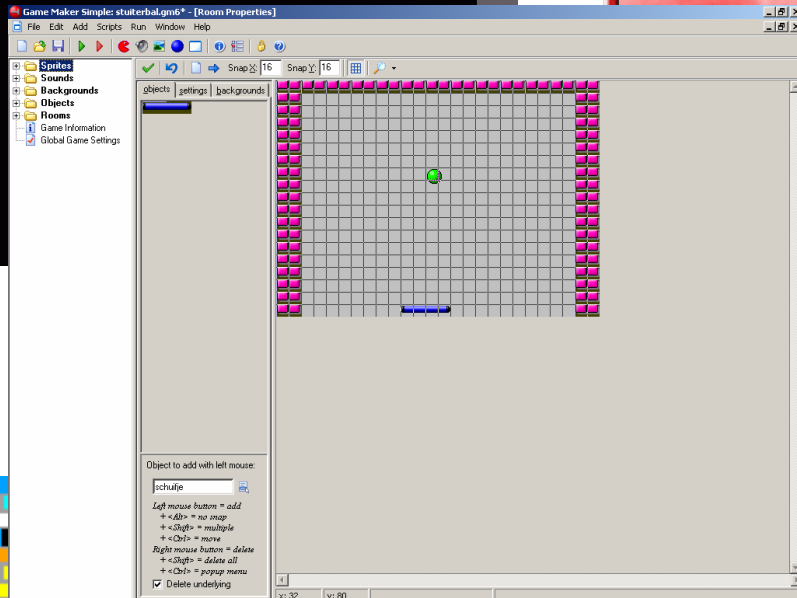 Game Maker Simple: stuiterbal.gm6* - [Room Properties]
File Edit Add Scripts Run Window Help
Sprites
Sounds
Backgrounds
Objects
Rooms
Game Information
Global Game Settings
Snap X: 16 Snap Y: 16
objects settings backgrounds
Object to add with left mouse:
schuifje
Left mouse button = add
+ <Alt> = no snap
+ <Shift> = multiple
+ <Ctrl> = move
Right mouse button = delete
+ <Shift> = delete all
+ <Ctrl> = popup menu
Delete underlying
x: 32 y: 80